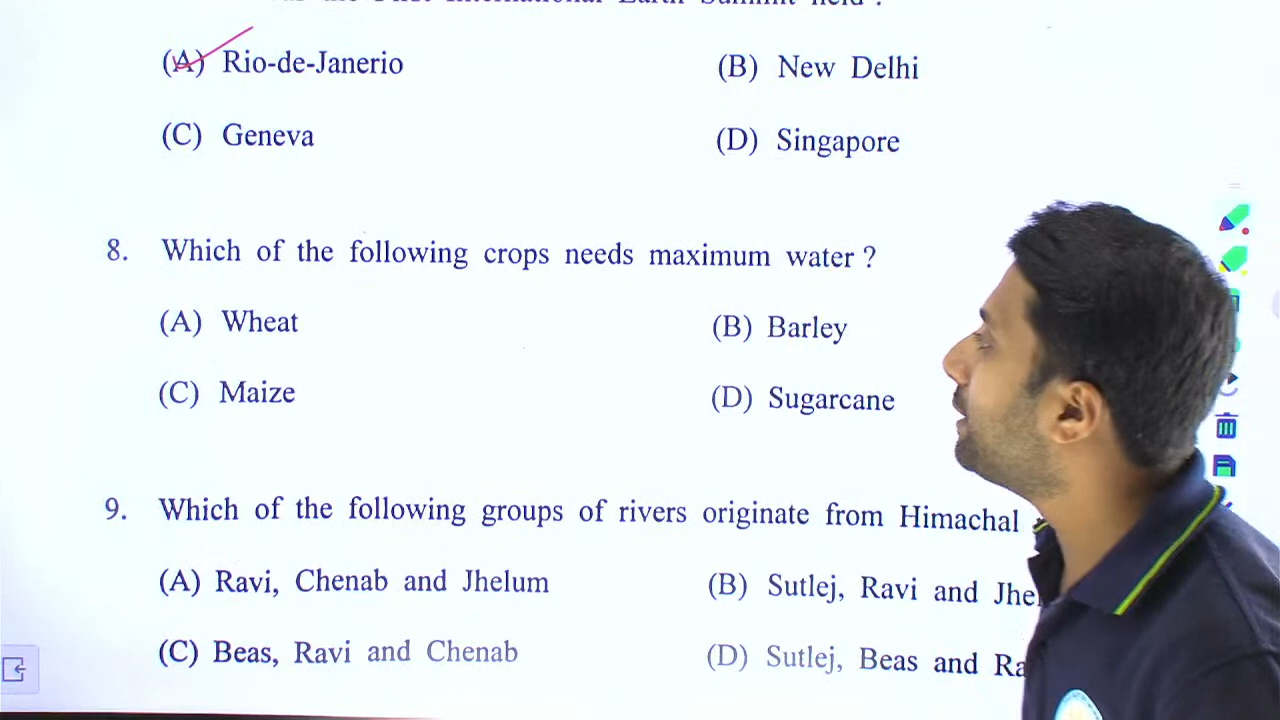 (A) Rio-de-Janerio (B) New Delhi
(C) Geneva (D) Singapore
8. Which of the following crops needs maximum water ?
(A) Wheat (B) Barley
(C) Maize (D) Sugarcane
9. Which of the following groups of rivers originate from Himachal
(A) Ravi, Chenab and Jhelum (B) Sutlej, Ravi and Jhe
(C) Beas, Ravi and Chenab (D) Sutlej, Beas and Ra